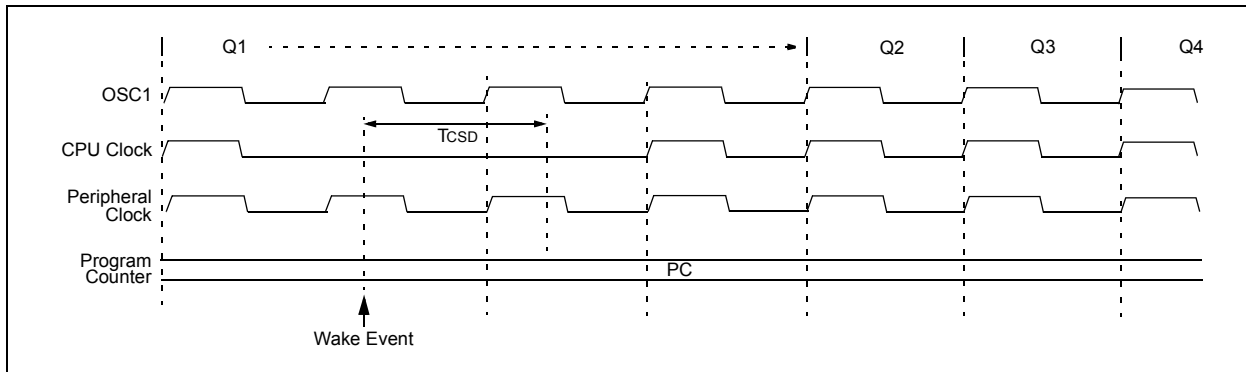 Q1
Q2
Q3
Q4
OSC1
TCSD
CPU Clock
Peripheral
Clock
Program
Counter
PC
Wake Event